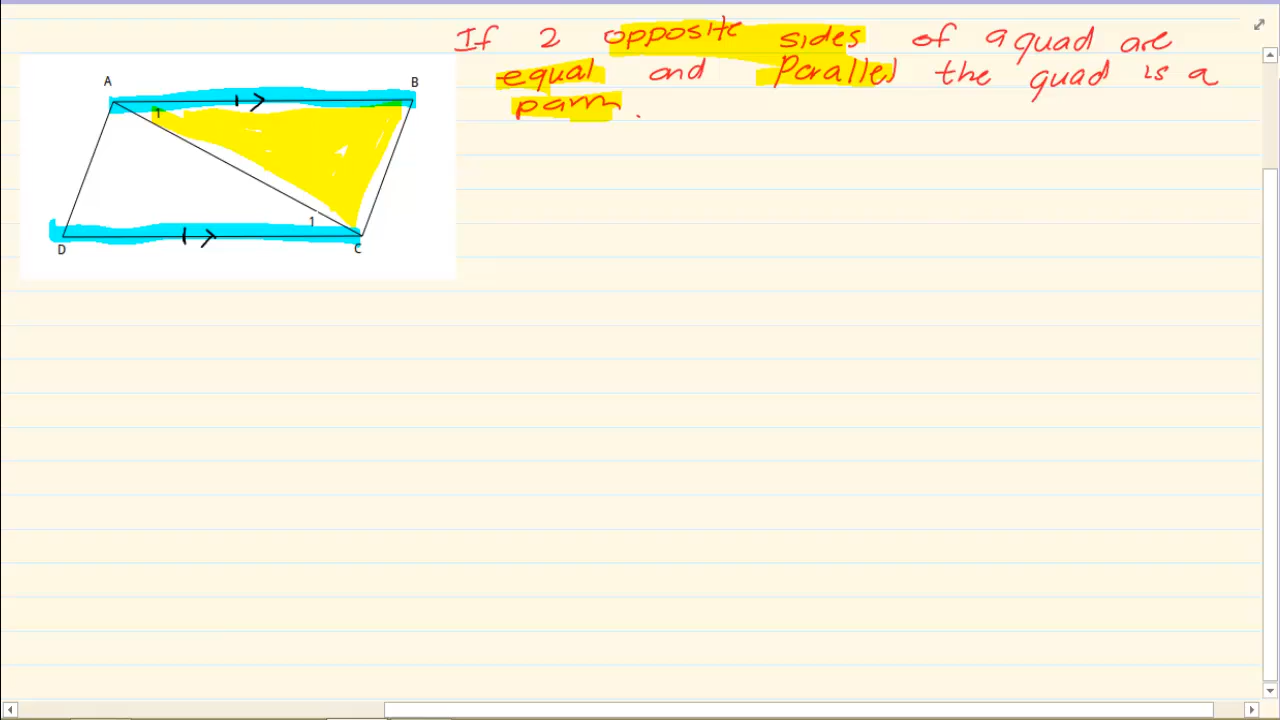 If 2 opposite sides of a quad are
equal and Parallel the quad is a
parm.
A B
1
1
D C